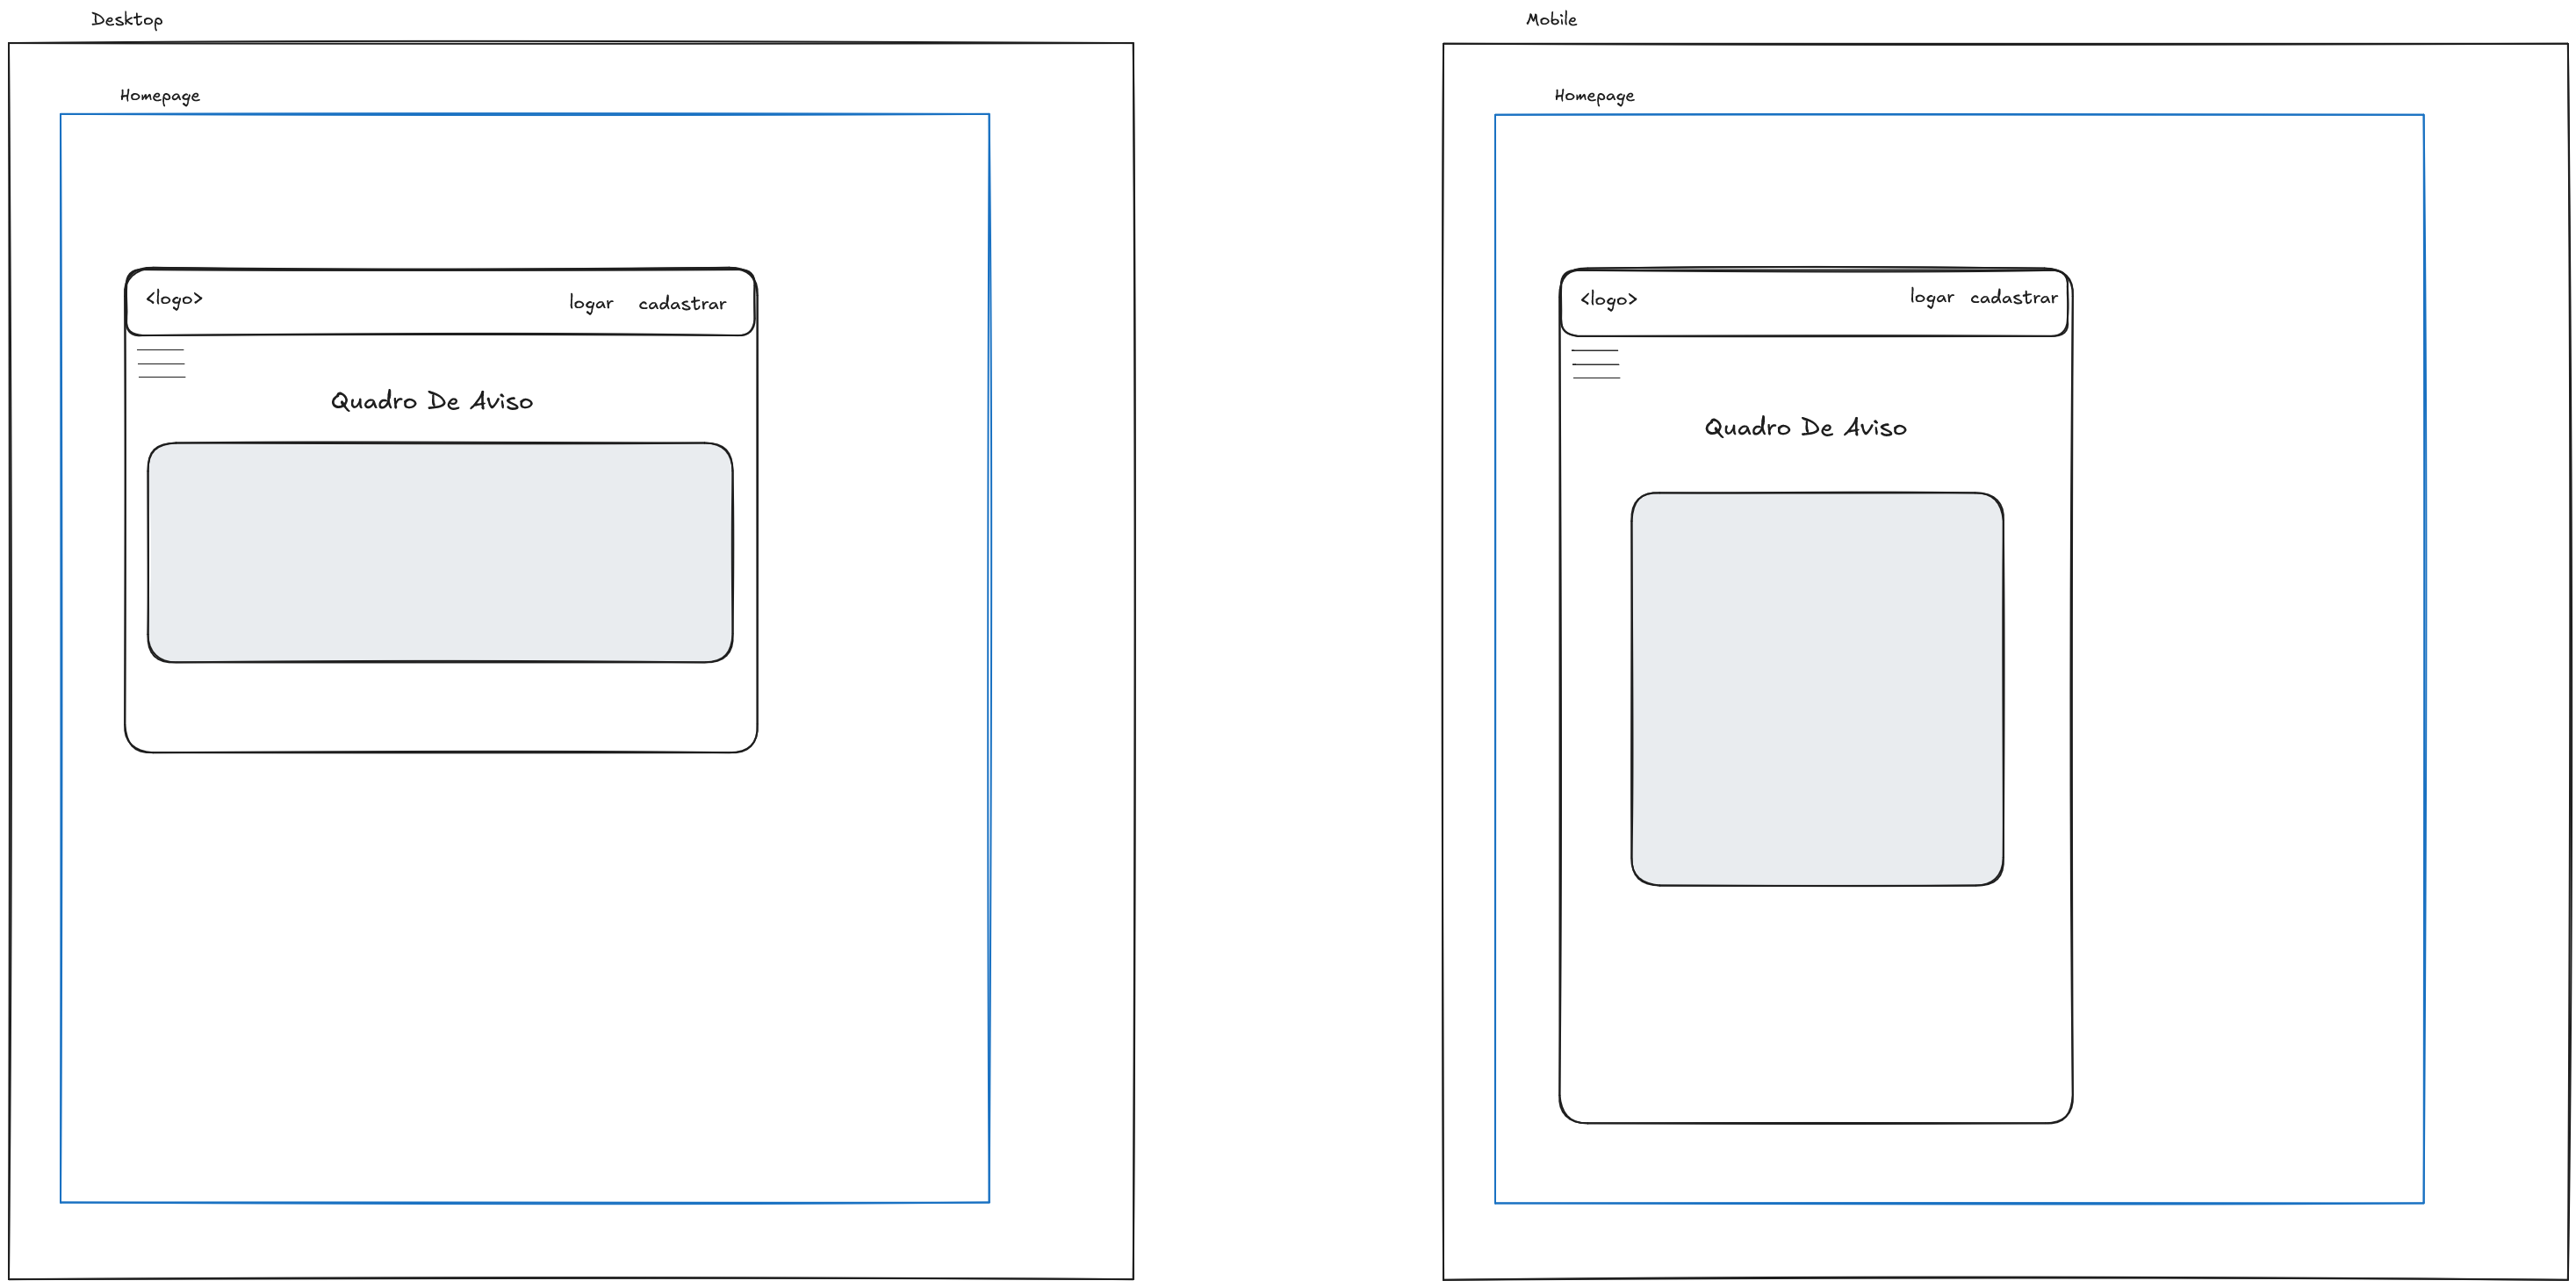 Desktop
Homepage
<logo> logar cadastrar
Quadro De Aviso
Mobile
Homepage
<logo> logar cadastrar
Quadro De Aviso